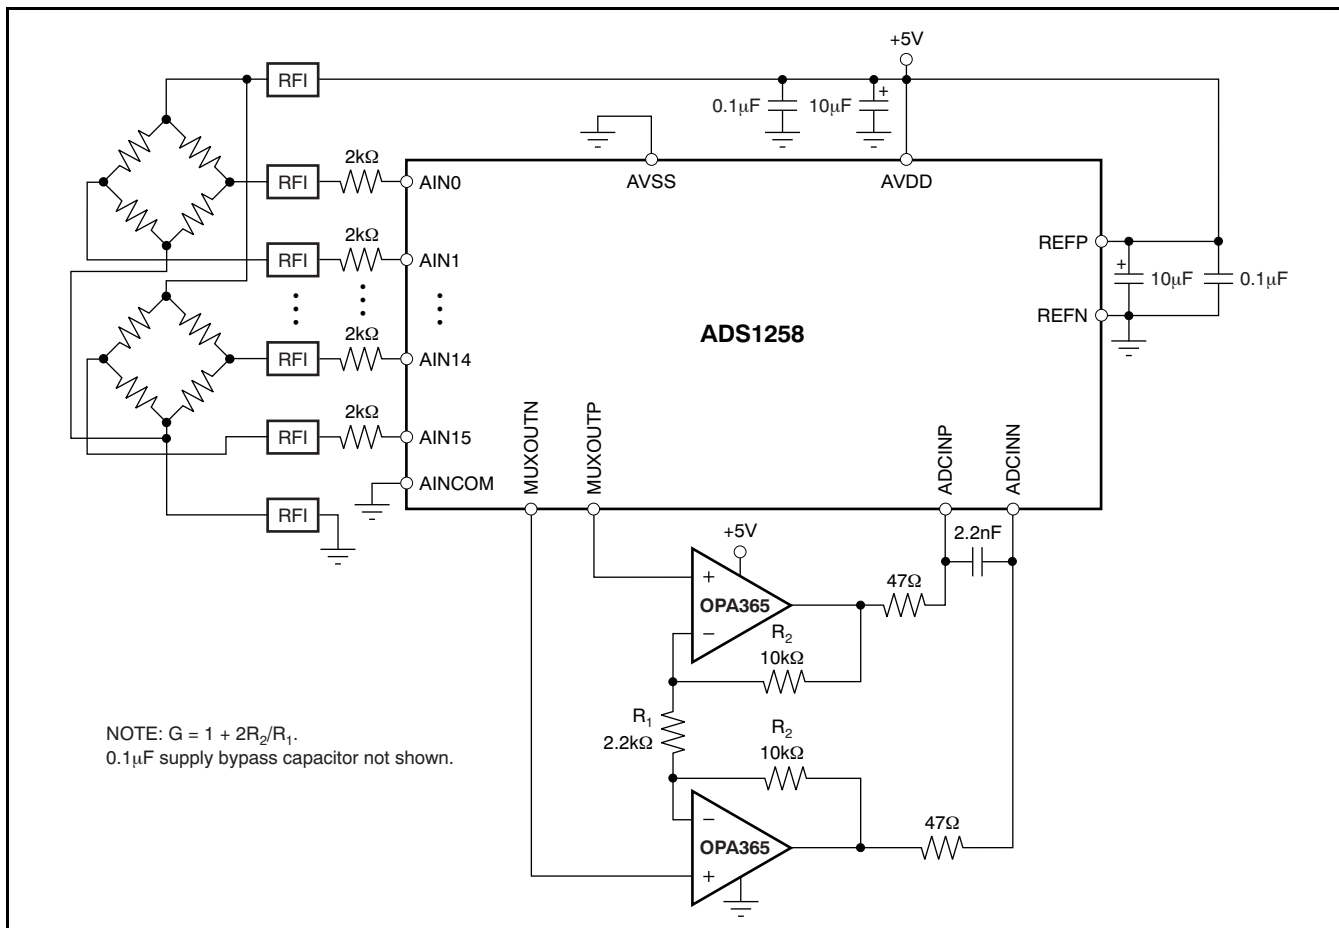 +5V
RFI
0.1μF
10μF
+
2kΩ
RFI
AIN0
AVSS
AVDD
2kΩ
RFI
AIN1
REFP
+
10μF
0.1μF
2kΩ
REFN
ADS1258
RFI
AIN14
2kΩ
RFI
AIN15
MUXOUTN
MUXOUTP
ADCINP
ADCINN
AINCOM
RFI
+5V
2.2nF
+
47Ω
OPA365
−
R2
10kΩ
R1
2.2kΩ
R2
10kΩ
NOTE: G = 1 + 2R2/R1.
0.1μF supply bypass capacitor not shown.
−
47Ω
OPA365
+